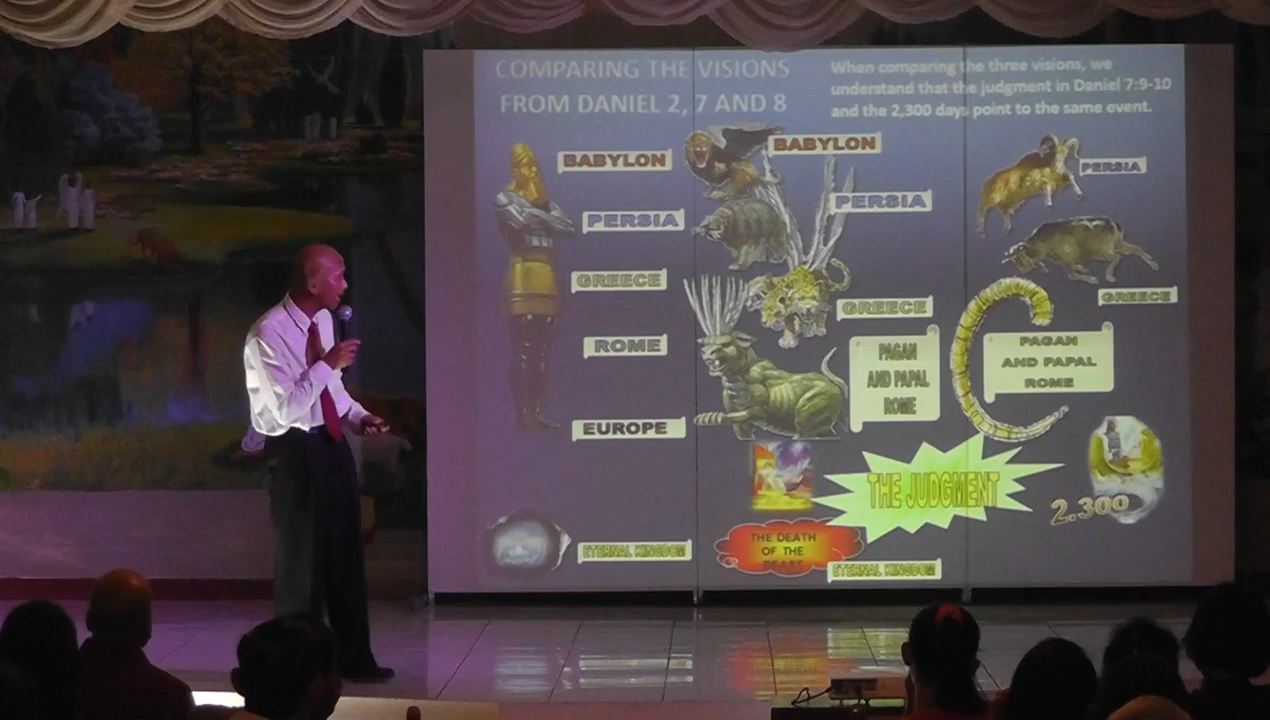 COMPARING THE VISIONS
FROM DANIEL 2, 7 AND 8
When comparing the three visions, we
understand that the judgment in Daniel 7:9-10
and the 2,300 days point to the same event.
BABYLON
PERSIA
GREECE
ROME
EUROPE
ETERNAL KINGDOM
BABYLON
PERSIA
GREECE
PAGAN
AND PAPAL
ROME
THE JUDGMENT
THE DEATH
OF THE
BEAST
ETERNAL KINGDOM
PERSIA
GREECE
PAGAN
AND PAPAL
ROME
2.300